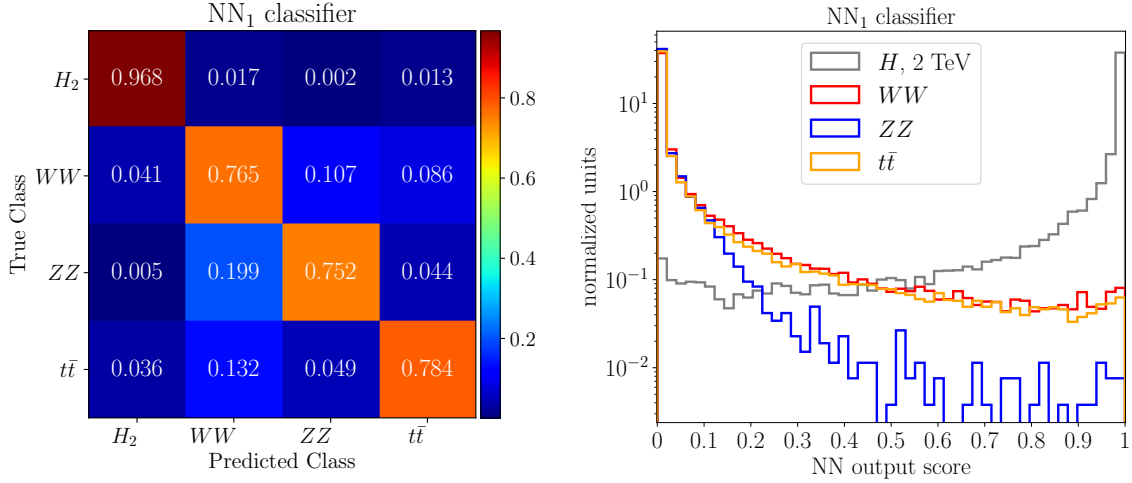 NN₁ classifier
True Class
H₂ 0.968 0.017 0.002 0.013
WW 0.041 0.765 0.107 0.086
ZZ 0.005 0.199 0.752 0.044
tt̄ 0.036 0.132 0.049 0.784
H₂ WW ZZ tt̄
Predicted Class
0.8
0.6
0.4
0.2
NN₁ classifier
normalized units
10¹
10⁰
10⁻¹
10⁻²
H, 2 TeV
WW
ZZ
tt̄
0 0.1 0.2 0.3 0.4 0.5 0.6 0.7 0.8 0.9 1
NN output score